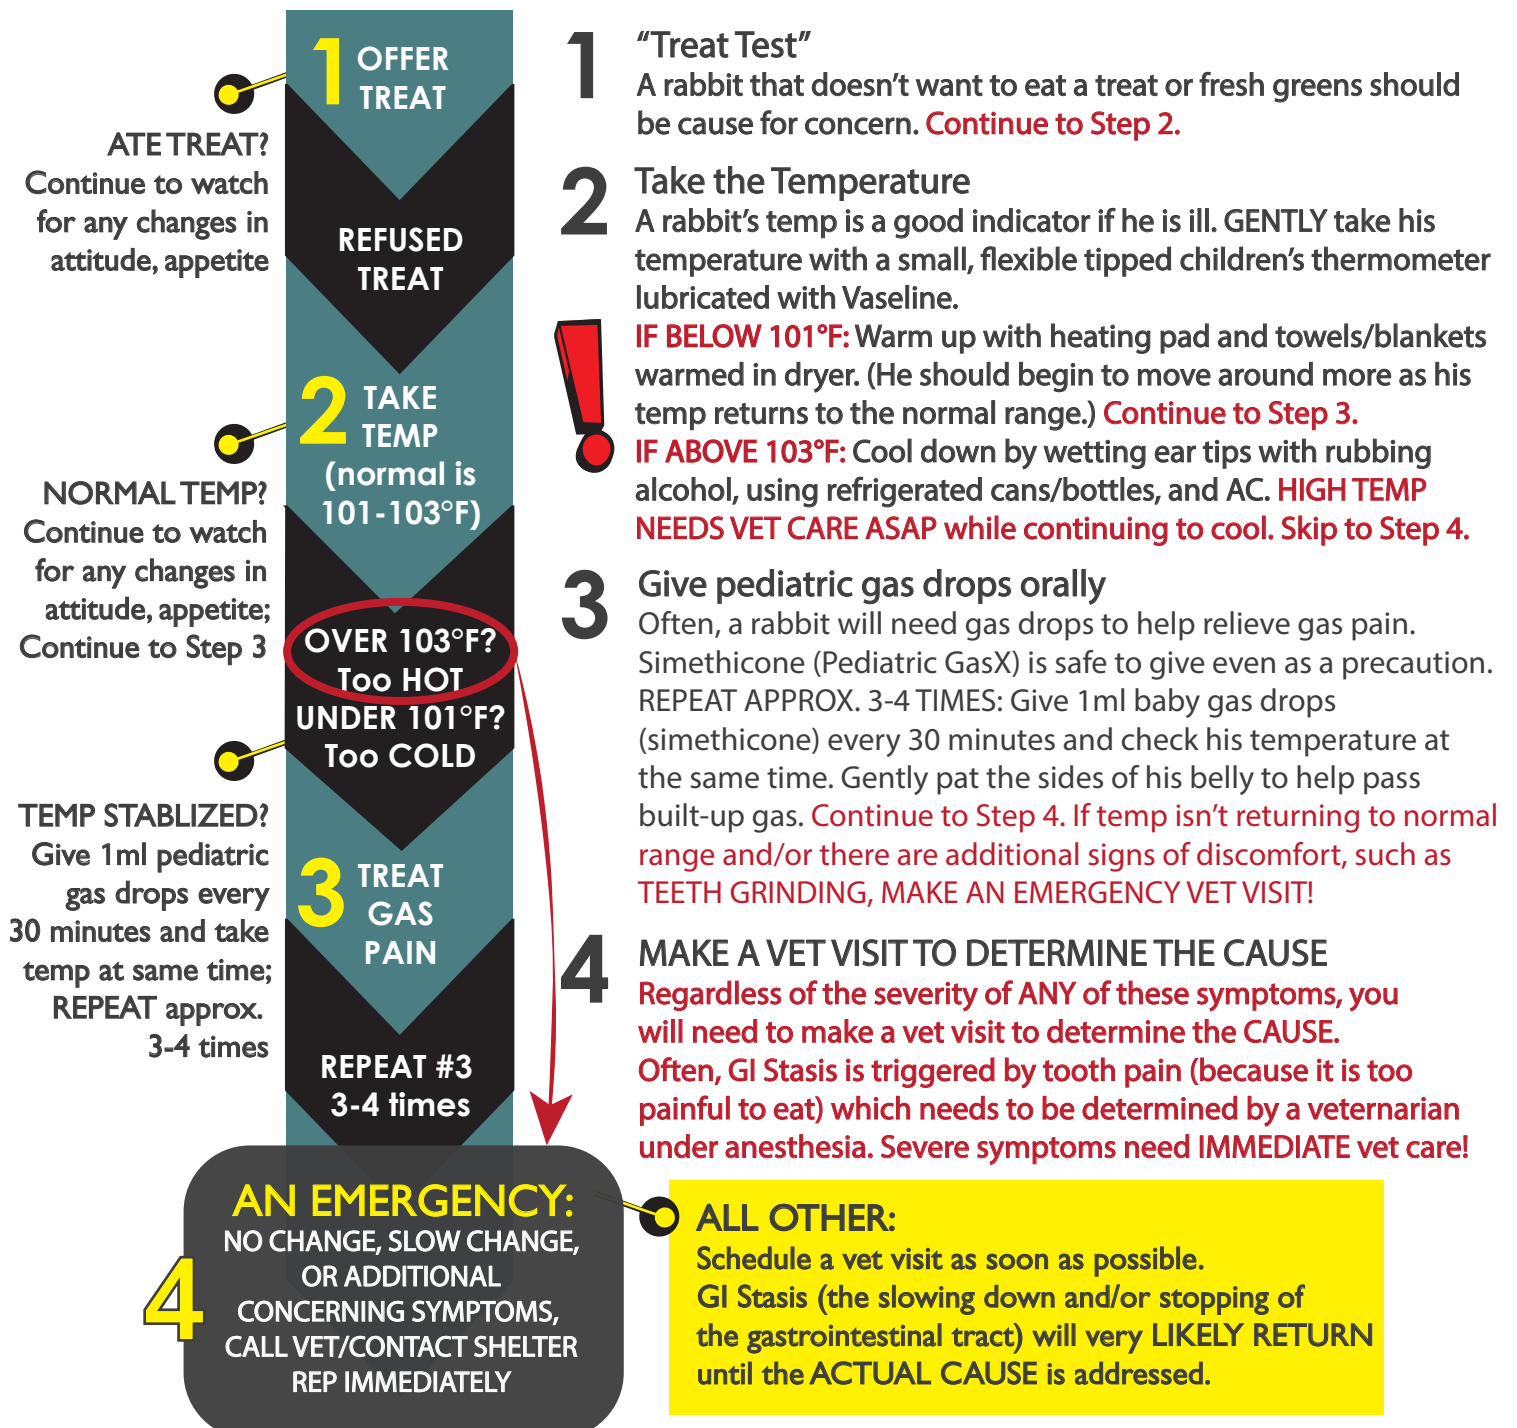 1 OFFER
TREAT
ATE TREAT?
Continue to watch
for any changes in
attitude, appetite
REFUSED
TREAT
2 TAKE
TEMP
(normal is
101-103°F)
NORMAL TEMP?
Continue to watch
for any changes in
attitude, appetite;
Continue to Step 3
OVER 103°F?
Too HOT
UNDER 101°F?
Too COLD
TEMP STABLIZED?
Give 1ml pediatric
gas drops every
30 minutes and take
temp at same time;
REPEAT approx.
3-4 times
3 TREAT
GAS
PAIN
REPEAT #3
3-4 times
4
AN EMERGENCY:
NO CHANGE, SLOW CHANGE,
OR ADDITIONAL
CONCERNING SYMPTOMS,
CALL VET/CONTACT SHELTER
REP IMMEDIATELY
1 “Treat Test”
A rabbit that doesn’t want to eat a treat or fresh greens should
be cause for concern. Continue to Step 2.
2 Take the Temperature
A rabbit’s temp is a good indicator if he is ill. GENTLY take his
temperature with a small, flexible tipped children’s thermometer
lubricated with Vaseline.
!
IF BELOW 101°F: Warm up with heating pad and towels/blankets
warmed in dryer. (He should begin to move around more as his
temp returns to the normal range.) Continue to Step 3.
IF ABOVE 103°F: Cool down by wetting ear tips with rubbing
alcohol, using refrigerated cans/bottles, and AC. HIGH TEMP
NEEDS VET CARE ASAP while continuing to cool. Skip to Step 4.
3 Give pediatric gas drops orally
Often, a rabbit will need gas drops to help relieve gas pain.
Simethicone (Pediatric GasX) is safe to give even as a precaution.
REPEAT APPROX. 3-4 TIMES: Give 1ml baby gas drops
(simethicone) every 30 minutes and check his temperature at
the same time. Gently pat the sides of his belly to help pass
built-up gas. Continue to Step 4. If temp isn’t returning to normal
range and/or there are additional signs of discomfort, such as
TEETH GRINDING, MAKE AN EMERGENCY VET VISIT!
4 MAKE A VET VISIT TO DETERMINE THE CAUSE
Regardless of the severity of ANY of these symptoms, you
will need to make a vet visit to determine the CAUSE.
Often, GI Stasis is triggered by tooth pain (because it is too
painful to eat) which needs to be determined by a veternarian
under anesthesia. Severe symptoms need IMMEDIATE vet care!
ALL OTHER:
Schedule a vet visit as soon as possible.
GI Stasis (the slowing down and/or stopping of
the gastrointestinal tract) will very LIKELY RETURN
until the ACTUAL CAUSE is addressed.